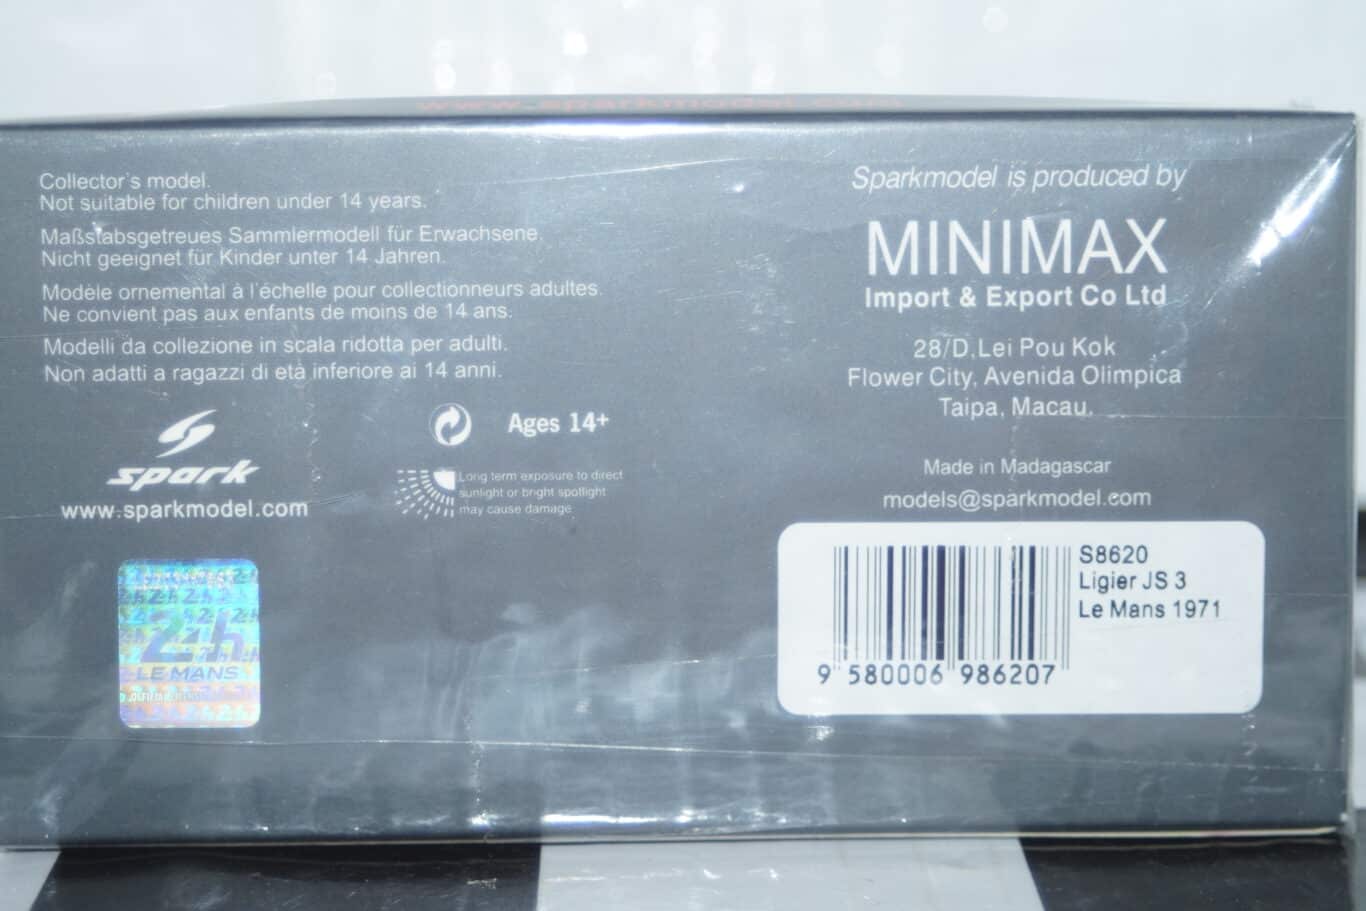 www.sparkmodel.com
Collector's model.
Not suitable for children under 14 years.
Maßstabsgetreues Sammlermodell für Erwachsene.
Nicht geeignet für Kinder unter 14 Jahren.
Modèle ornemental à l'échelle pour collectionneurs adultes.
Ne convient pas aux enfants de moins de 14 ans.
Modelli da collezione in scala ridotta per adulti.
Non adatti a ragazzi di età inferiore ai 14 anni.
spark
www.sparkmodel.com
Ages 14+
Long term exposure to direct
sunlight or bright spotlight
may cause damage
24h
LE MANS
Sparkmodel is produced by
MINIMAX
Import & Export Co Ltd
28/D,Lei Pou Kok
Flower City, Avenida Olimpica
Taipa, Macau.
Made in Madagascar
models@sparkmodel.com
S8620
Ligier JS 3
Le Mans 1971
9 580006 986207